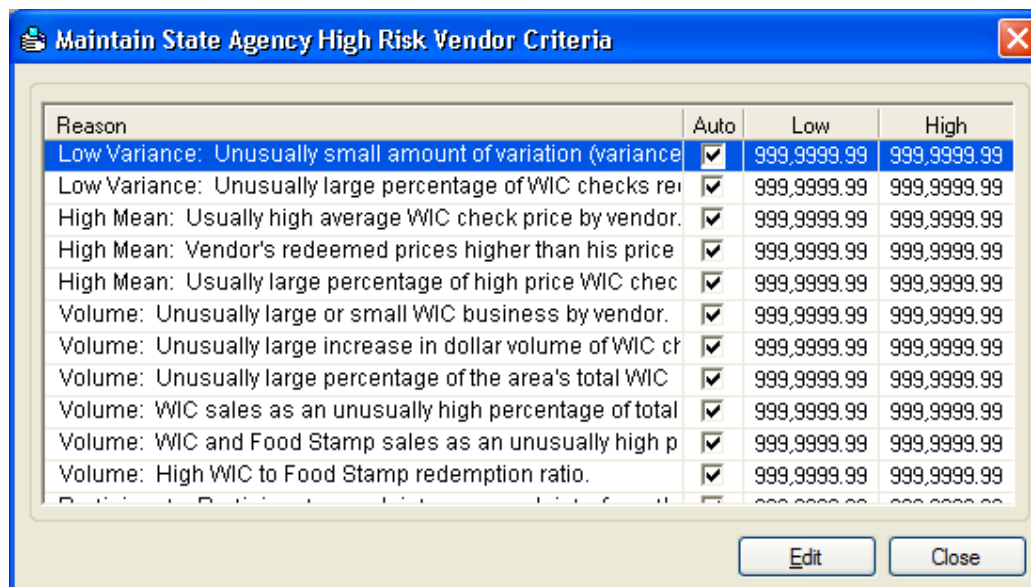 Maintain State Agency High Risk Vendor Criteria
Reason Auto Low High
Low Variance: Unusually small amount of variation (variance 999,9999.99 999,9999.99
Low Variance: Unusually large percentage of WIC checks re 999,9999.99 999,9999.99
High Mean: Usually high average WIC check price by vendor. 999,9999.99 999,9999.99
High Mean: Vendor's redeemed prices higher than his price 999,9999.99 999,9999.99
High Mean: Usually large percentage of high price WIC chec 999,9999.99 999,9999.99
Volume: Unusually large or small WIC business by vendor. 999,9999.99 999,9999.99
Volume: Unusually large increase in dollar volume of WIC ch 999,9999.99 999,9999.99
Volume: Unusually large percentage of the area's total WIC 999,9999.99 999,9999.99
Volume: WIC sales as an unusually high percentage of total 999,9999.99 999,9999.99
Volume: WIC and Food Stamp sales as an unusually high p 999,9999.99 999,9999.99
Volume: High WIC to Food Stamp redemption ratio. 999,9999.99 999,9999.99
Edit Close